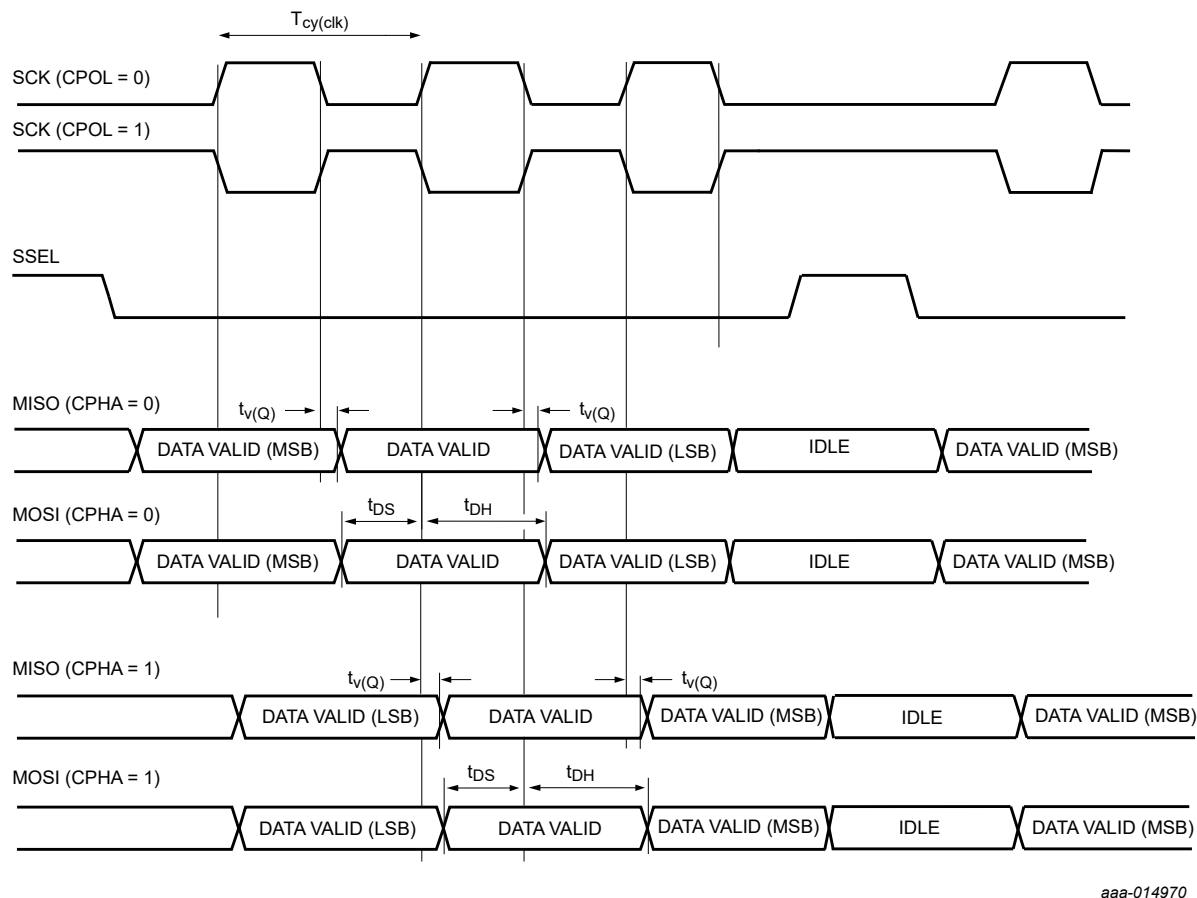 Tcy(clk)
SCK (CPOL = 0)
SCK (CPOL = 1)
SSEL
MISO (CPHA = 0)
tv(Q) tv(Q)
DATA VALID (MSB) DATA VALID DATA VALID (LSB) IDLE DATA VALID (MSB)
tDS tDH
MOSI (CPHA = 0)
DATA VALID (MSB) DATA VALID DATA VALID (LSB) IDLE DATA VALID (MSB)
MISO (CPHA = 1)
tv(Q) tv(Q)
DATA VALID (LSB) DATA VALID DATA VALID (MSB) IDLE DATA VALID (MSB)
tDS tDH
MOSI (CPHA = 1)
DATA VALID (LSB) DATA VALID DATA VALID (MSB) IDLE DATA VALID (MSB)
aaa-014970